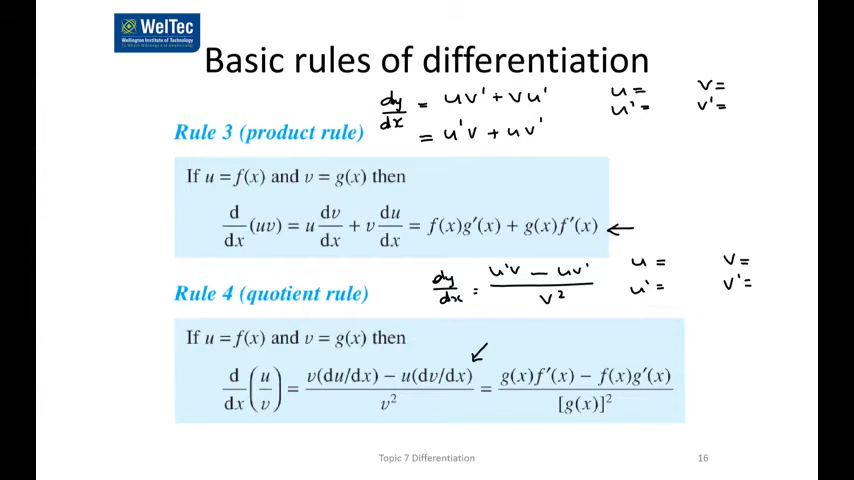 WelTec
Wellington Institute of Technology
Basic rules of differentiation
dy/dx = uv' + vu'
u= v=
u'= v'=
Rule 3 (product rule)
= u'v + uv'
If u = f(x) and v = g(x) then
d/dx (uv) = u dv/dx + v du/dx = f(x)g′(x) + g(x)f′(x) ←
dy/dx = (u'v − uv')/v²
u= v=
u'= v'=
Rule 4 (quotient rule)
If u = f(x) and v = g(x) then
d/dx (u/v) = (v(du/dx) − u(dv/dx))/v² = (g(x)f′(x) − f(x)g′(x))/[g(x)]²
Topic 7 Differentiation
16